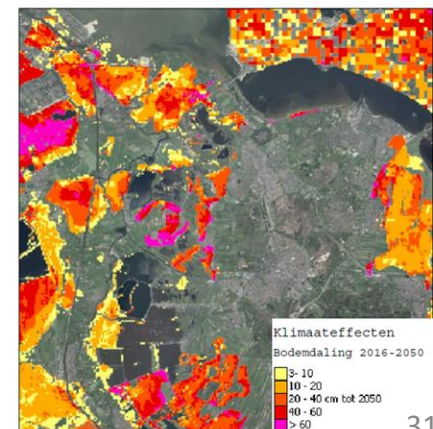 Klimaateffecten
Bodemdaling 2016-2050
3- 10
10 - 20
20 - 40 cm tot 2050
40 - 60
> 60
31